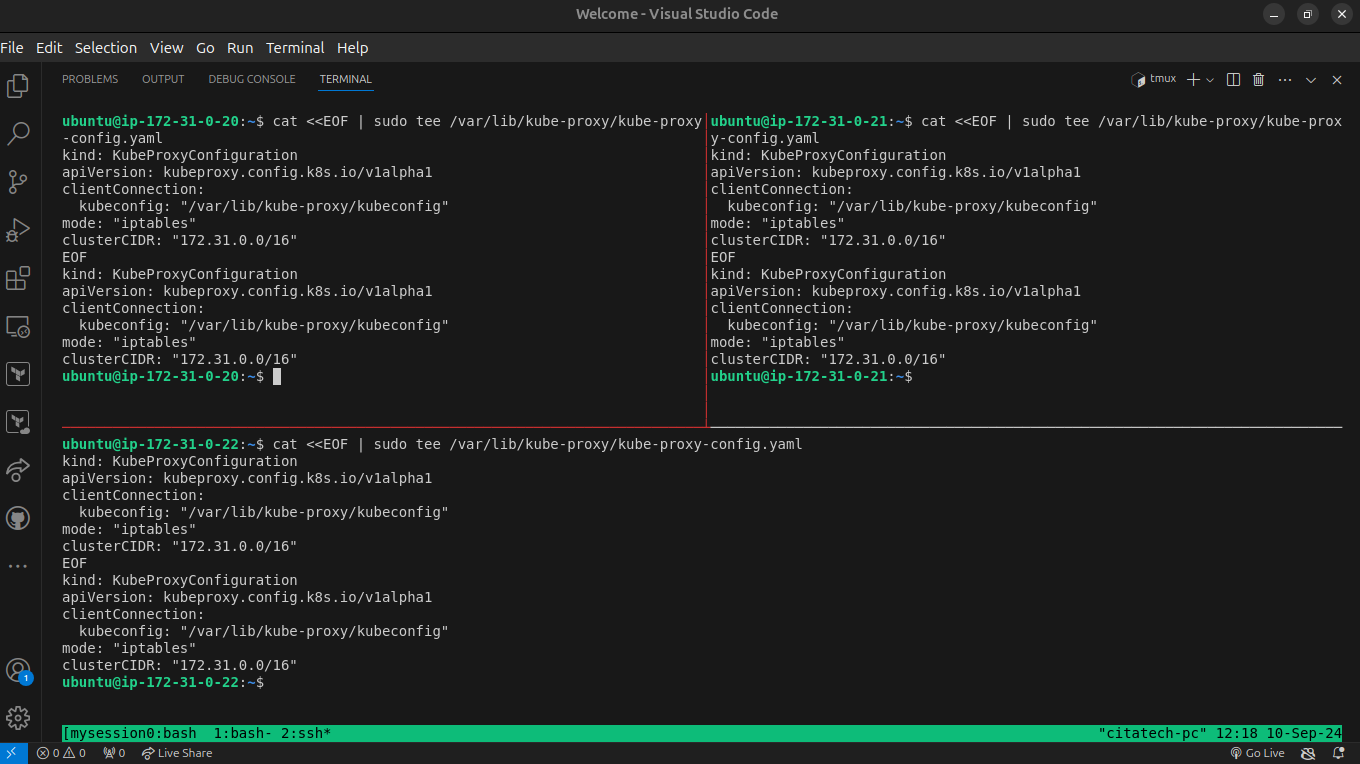 Welcome - Visual Studio Code
File Edit Selection View Go Run Terminal Help
PROBLEMS OUTPUT DEBUG CONSOLE TERMINAL
tmux
ubuntu@ip-172-31-0-20:~$ cat <<EOF | sudo tee /var/lib/kube-proxy/kube-proxy
-config.yaml
kind: KubeProxyConfiguration
apiVersion: kubeproxy.config.k8s.io/v1alpha1
clientConnection:
  kubeconfig: "/var/lib/kube-proxy/kubeconfig"
mode: "iptables"
clusterCIDR: "172.31.0.0/16"
EOF
kind: KubeProxyConfiguration
apiVersion: kubeproxy.config.k8s.io/v1alpha1
clientConnection:
  kubeconfig: "/var/lib/kube-proxy/kubeconfig"
mode: "iptables"
clusterCIDR: "172.31.0.0/16"
ubuntu@ip-172-31-0-20:~$
ubuntu@ip-172-31-0-21:~$ cat <<EOF | sudo tee /var/lib/kube-proxy/kube-prox
y-config.yaml
kind: KubeProxyConfiguration
apiVersion: kubeproxy.config.k8s.io/v1alpha1
clientConnection:
  kubeconfig: "/var/lib/kube-proxy/kubeconfig"
mode: "iptables"
clusterCIDR: "172.31.0.0/16"
EOF
kind: KubeProxyConfiguration
apiVersion: kubeproxy.config.k8s.io/v1alpha1
clientConnection:
  kubeconfig: "/var/lib/kube-proxy/kubeconfig"
mode: "iptables"
clusterCIDR: "172.31.0.0/16"
ubuntu@ip-172-31-0-21:~$
ubuntu@ip-172-31-0-22:~$ cat <<EOF | sudo tee /var/lib/kube-proxy/kube-proxy-config.yaml
kind: KubeProxyConfiguration
apiVersion: kubeproxy.config.k8s.io/v1alpha1
clientConnection:
  kubeconfig: "/var/lib/kube-proxy/kubeconfig"
mode: "iptables"
clusterCIDR: "172.31.0.0/16"
EOF
kind: KubeProxyConfiguration
apiVersion: kubeproxy.config.k8s.io/v1alpha1
clientConnection:
  kubeconfig: "/var/lib/kube-proxy/kubeconfig"
mode: "iptables"
clusterCIDR: "172.31.0.0/16"
ubuntu@ip-172-31-0-22:~$
1
[mysession0:bash  1:bash- 2:ssh* "citatech-pc" 12:18 10-Sep-24
0 0 0 Live Share Go Live